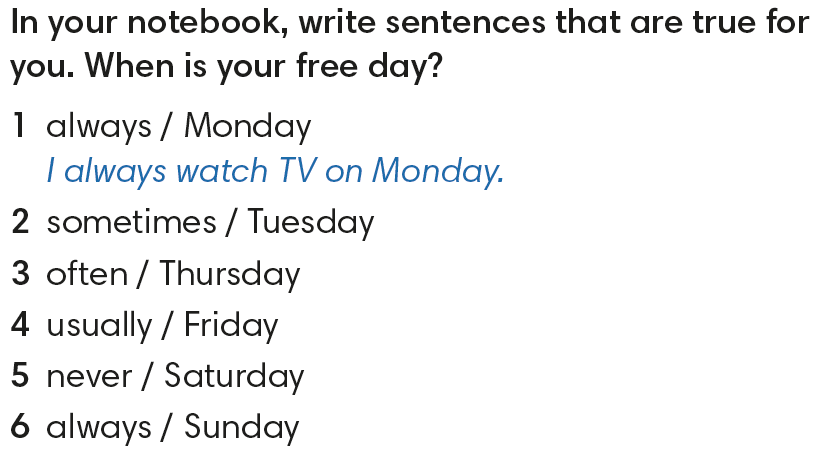 In your notebook, write sentences that are true for
you. When is your free day?
1 always / Monday
I always watch TV on Monday.
2 sometimes / Tuesday
3 often / Thursday
4 usually / Friday
5 never / Saturday
6 always / Sunday